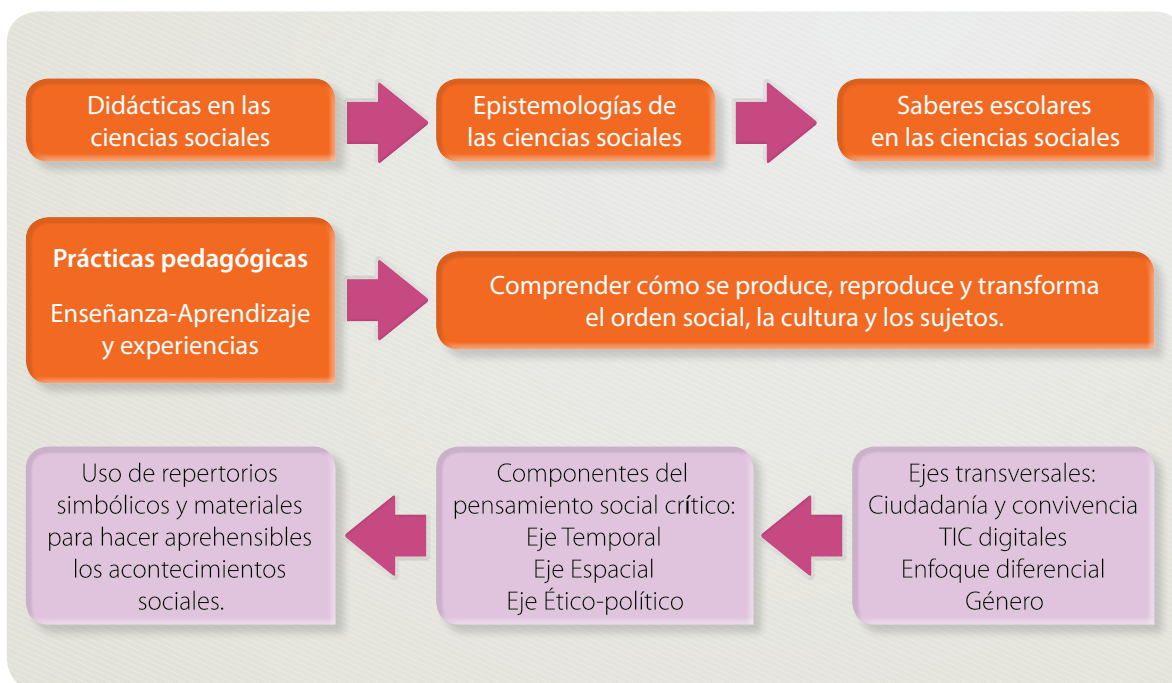 Didácticas en las
ciencias sociales
Epistemologías de
las ciencias sociales
Saberes escolares
en las ciencias sociales
Prácticas pedagógicas
Enseñanza-Aprendizaje
y experiencias
Comprender cómo se produce, reproduce y transforma
el orden social, la cultura y los sujetos.
Uso de repertorios
simbólicos y materiales
para hacer aprehensibles
los acontecimientos
sociales.
Componentes del
pensamiento social crítico:
Eje Temporal
Eje Espacial
Eje Ético-político
Ejes transversales:
Ciudadanía y convivencia
TIC digitales
Enfoque diferencial
Género